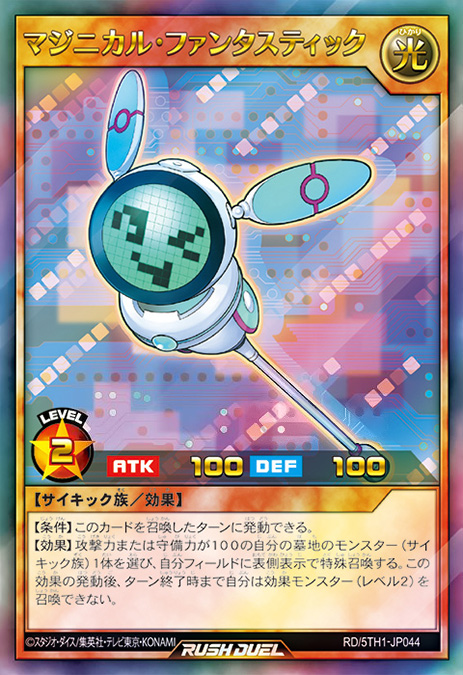 マジニカル・ファンタスティック
ひかり
光
LEVEL
2
ATK 100 DEF 100
【サイキック族／効果】
【条件】このカードを召喚したターンに発動できる。
【効果】攻撃力または守備力が１００の自分の墓地のモンスター（サイ
キック族）１体を選び、自分フィールドに表側表示で特殊召喚する。この
効果の発動後、ターン終了時まで自分は効果モンスター（レベル２）を
召喚できない。
©スタジオ・ダイス/集英社・テレビ東京・KONAMI
RUSH DUEL
RD/5TH1-JP044